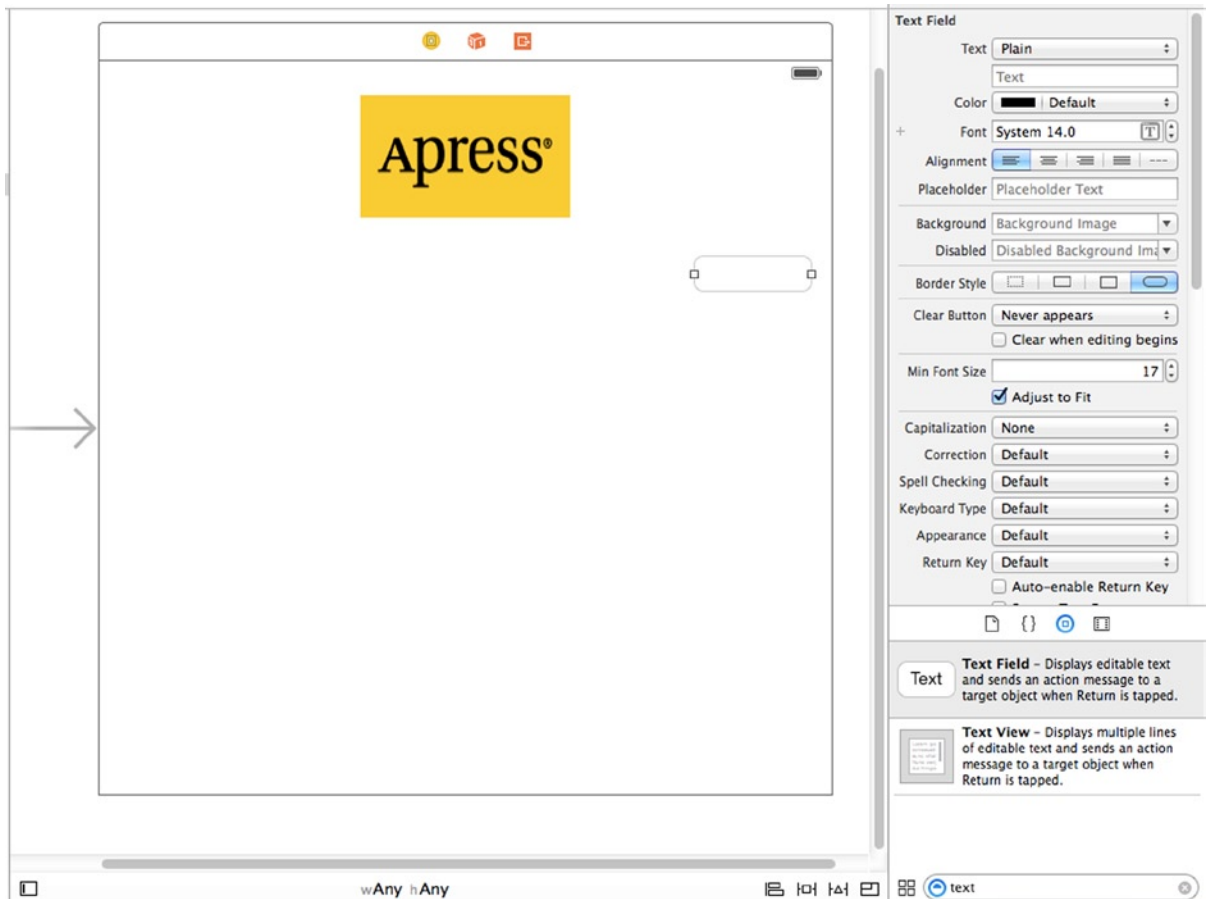 Apress®
wAny hAny
Text Field
Text Plain
Text
Color Default
Font System 14.0 T
Alignment
Placeholder Placeholder Text
Background Background Image
Disabled Disabled Background Ima
Border Style
Clear Button Never appears
Clear when editing begins
Min Font Size 17
Adjust to Fit
Capitalization None
Correction Default
Spell Checking Default
Keyboard Type Default
Appearance Default
Return Key Default
Auto-enable Return Key
{}
Text
Text Field – Displays editable text
and sends an action message to a
target object when Return is tapped.
Text View – Displays multiple lines
of editable text and sends an action
message to a target object when
Return is tapped.
text